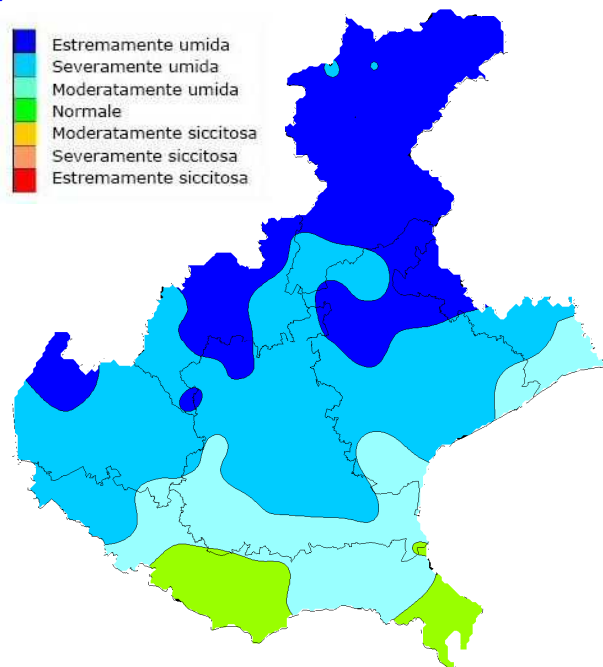 Estremamente umida
Severamente umida
Moderatamente umida
Normale
Moderatamente siccitosa
Severamente siccitosa
Estremamente siccitosa